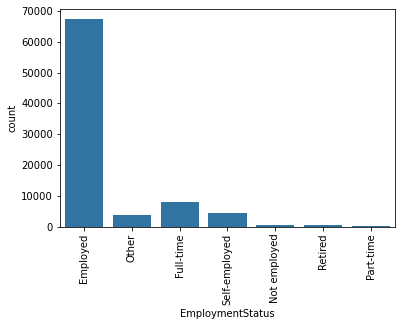 70000
60000
50000
40000
30000
20000
10000
0
count
Employed
Other
Full-time
Self-employed
Not employed
Retired
Part-time
EmploymentStatus